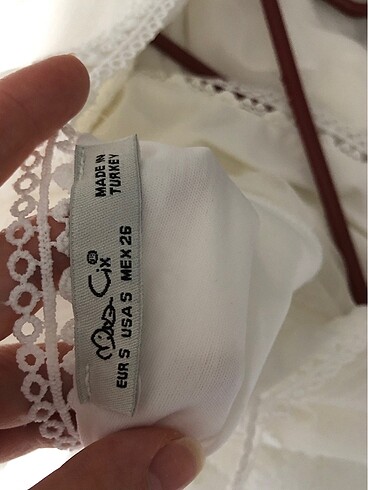 MADE IN
TURKEY
Cix
EUR S USA S MEX 26